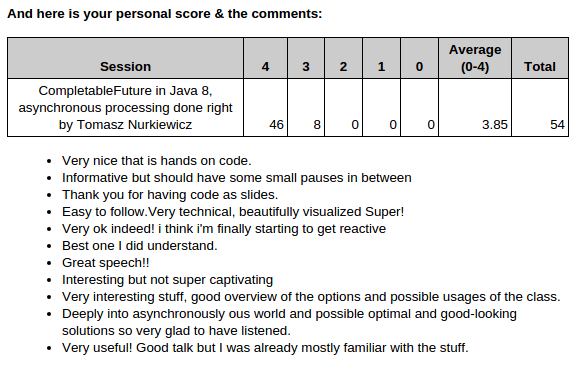 And here is your personal score & the comments:
Session 4 3 2 1 0 Average (0-4) Total
CompletableFuture in Java 8,
asynchronous processing done right
by Tomasz Nurkiewicz 46 8 0 0 0 3.85 54
• Very nice that is hands on code.
• Informative but should have some small pauses in between
• Thank you for having code as slides.
• Easy to follow.Very technical, beautifully visualized Super!
• Very ok indeed! i think i'm finally starting to get reactive
• Best one I did understand.
• Great speech!!
• Interesting but not super captivating
• Very interesting stuff, good overview of the options and possible usages of the class.
• Deeply into asynchronously ous world and possible optimal and good-looking
solutions so very glad to have listened.
• Very useful! Good talk but I was already mostly familiar with the stuff.